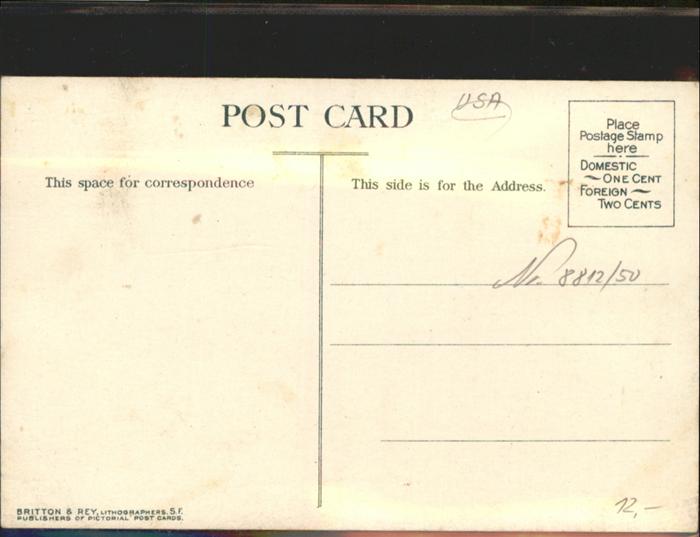 POST CARD
USA
Place
Postage Stamp
here
DOMESTIC
ONE CENT
FOREIGN
TWO CENTS
This space for correspondence
This side is for the Address.
No. 8812/50
12,-
BRITTON & REY, LITHOGRAPHERS, S.F.
PUBLISHERS OF PICTORIAL POST CARDS.